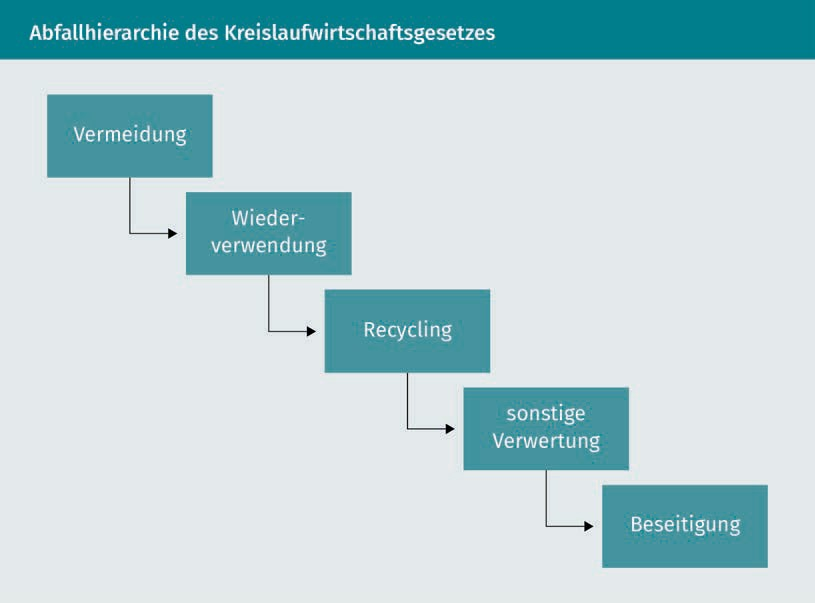 Abfallhierarchie des Kreislaufwirtschaftsgesetzes
Vermeidung
Wieder-
verwendung
Recycling
sonstige
Verwertung
Beseitigung